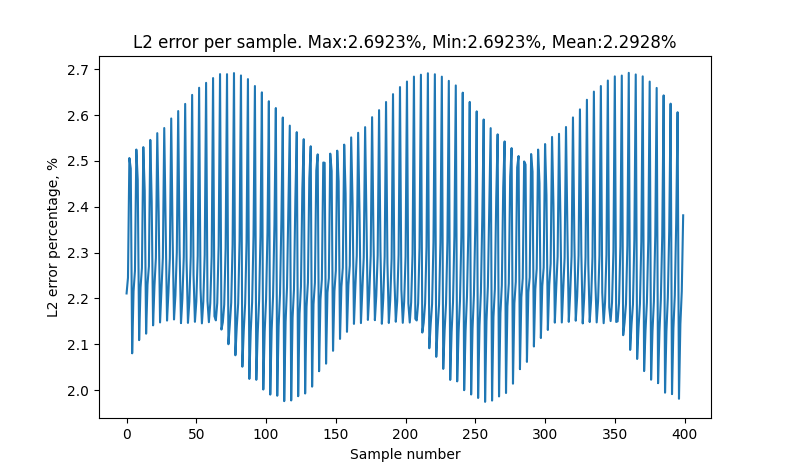 L2 error per sample. Max:2.6923%, Min:2.6923%, Mean:2.2928%
2.7
2.6
2.5
2.4
2.3
2.2
2.1
2.0
L2 error percentage, %
0 50 100 150 200 250 300 350 400
Sample number